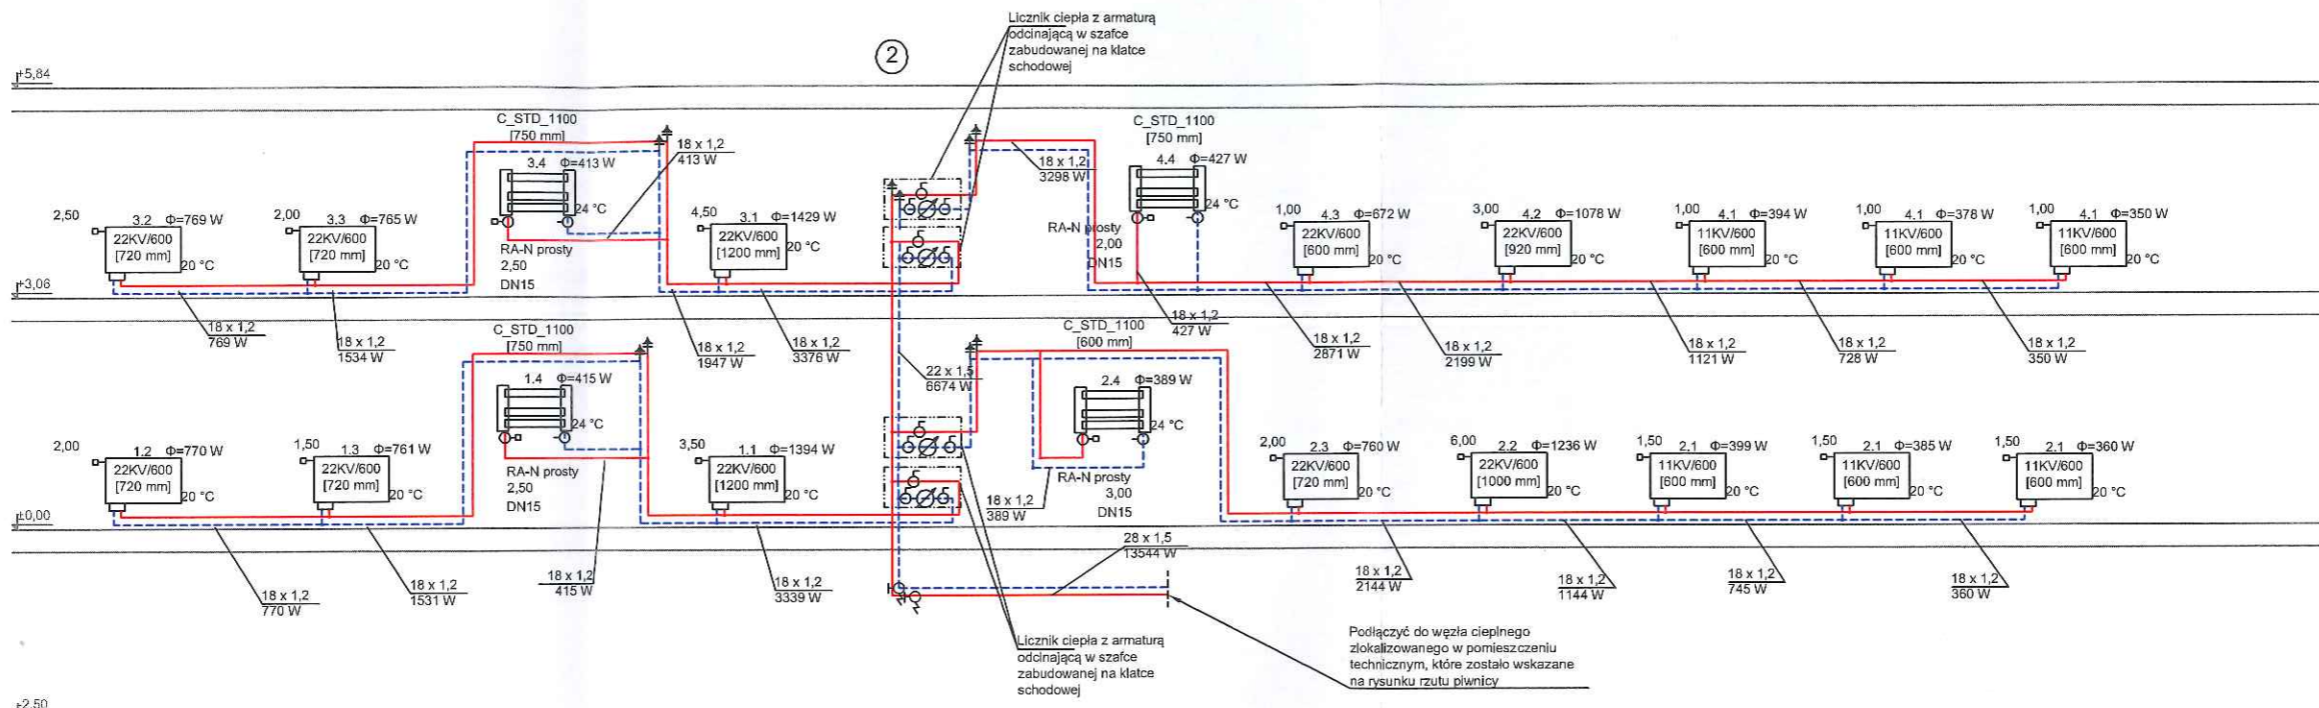 Licznik ciepła z armaturą
odcinającą w szafce
zabudowanej na klatce
schodowej
2
+5,84
C_STD_1100
[750 mm]
3.4 Φ=413 W
24 °C
RA-N prosty
2,50
DN15
18 x 1,2
413 W
2,50
3.2 Φ=769 W
22KV/600
[720 mm]
20 °C
2,00
3.3 Φ=765 W
22KV/600
[720 mm]
20 °C
4,50
3.1 Φ=1429 W
22KV/600
[1200 mm]
20 °C
18 x 1,2
3298 W
C_STD_1100
[750 mm]
4.4 Φ=427 W
24 °C
RA-N prosty
2,00
DN15
1,00
4.3 Φ=672 W
22KV/600
[600 mm]
20 °C
3,00
4.2 Φ=1078 W
22KV/600
[920 mm]
20 °C
1,00
4.1 Φ=394 W
11KV/600
[600 mm]
20 °C
1,00
4.1 Φ=378 W
11KV/600
[600 mm]
20 °C
1,00
4.1 Φ=350 W
11KV/600
[600 mm]
20 °C
+3,06
18 x 1,2
769 W
18 x 1,2
1534 W
18 x 1,2
1947 W
18 x 1,2
3376 W
18 x 1,2
427 W
18 x 1,2
2871 W
18 x 1,2
2199 W
18 x 1,2
1121 W
18 x 1,2
728 W
18 x 1,2
350 W
C_STD_1100
[750 mm]
1.4 Φ=415 W
24 °C
RA-N prosty
2,50
DN15
22 x 1,5
6674 W
C_STD_1100
[600 mm]
2.4 Φ=389 W
24 °C
RA-N prosty
3,00
DN15
18 x 1,2
389 W
2,00
1.2 Φ=770 W
22KV/600
[720 mm]
20 °C
1,50
1.3 Φ=761 W
22KV/600
[720 mm]
20 °C
3,50
1.1 Φ=1394 W
22KV/600
[1200 mm]
20 °C
2,00
2.3 Φ=760 W
22KV/600
[720 mm]
20 °C
6,00
2.2 Φ=1236 W
22KV/600
[1000 mm]
20 °C
1,50
2.1 Φ=399 W
11KV/600
[600 mm]
20 °C
1,50
2.1 Φ=385 W
11KV/600
[600 mm]
20 °C
1,50
2.1 Φ=360 W
11KV/600
[600 mm]
20 °C
±0,00
18 x 1,2
770 W
18 x 1,2
1531 W
18 x 1,2
415 W
18 x 1,2
3339 W
28 x 1,5
13544 W
18 x 1,2
2144 W
18 x 1,2
1144 W
18 x 1,2
745 W
18 x 1,2
360 W
Licznik ciepła z armaturą
odcinającą w szafce
zabudowanej na klatce
schodowej
Podłączyć do węzła cieplnego
zlokalizowanego w pomieszczeniu
technicznym, które zostało wskazane
na rysunku rzutu piwnicy